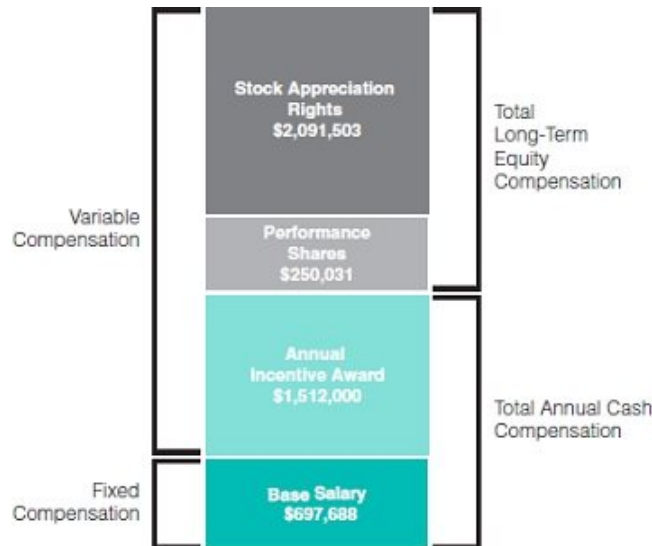 Stock Appreciation
Rights
$2,091,503
Total
Long-Term
Equity
Compensation
Variable
Compensation
Performance
Shares
$250,031
Annual
Incentive Award
$1,512,000
Total Annual Cash
Compensation
Fixed
Compensation
Base Salary
$697,688